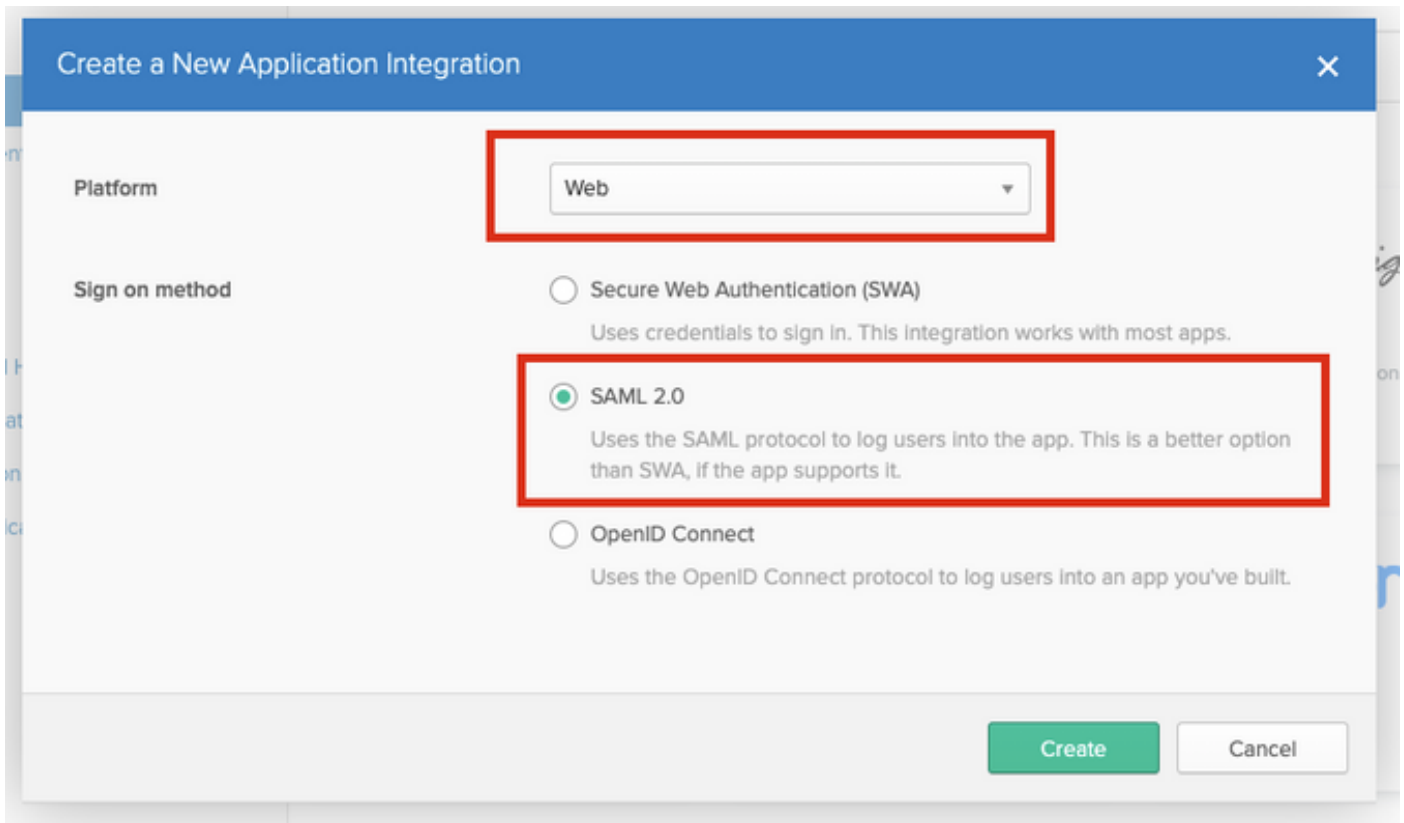 Create a New Application Integration
Platform
Web
Sign on method
Secure Web Authentication (SWA)
Uses credentials to sign in. This integration works with most apps.
SAML 2.0
Uses the SAML protocol to log users into the app. This is a better option
than SWA, if the app supports it.
OpenID Connect
Uses the OpenID Connect protocol to log users into an app you've built.
Create
Cancel